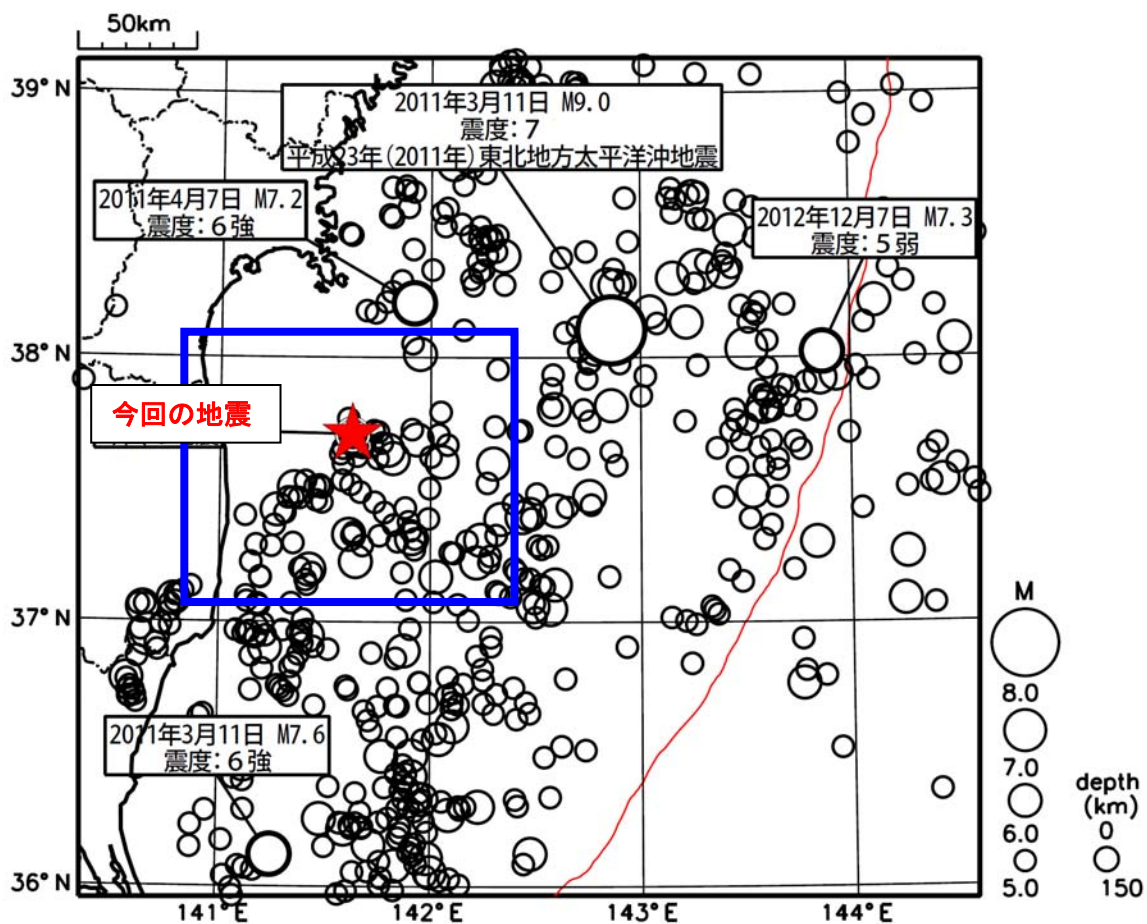 50km
39°N
2011年3月11日 M9.0
震度：7
平成23年（2011年）東北地方太平洋沖地震
2011年4月7日 M7.2
震度：6強
2012年12月7日 M7.3
震度：5弱
38°N
今回の地震
37°N
2011年3月11日 M7.6
震度：6強
36°N
141°E
142°E
143°E
144°E
M
8.0
7.0
6.0
5.0
depth
(km)
0
150